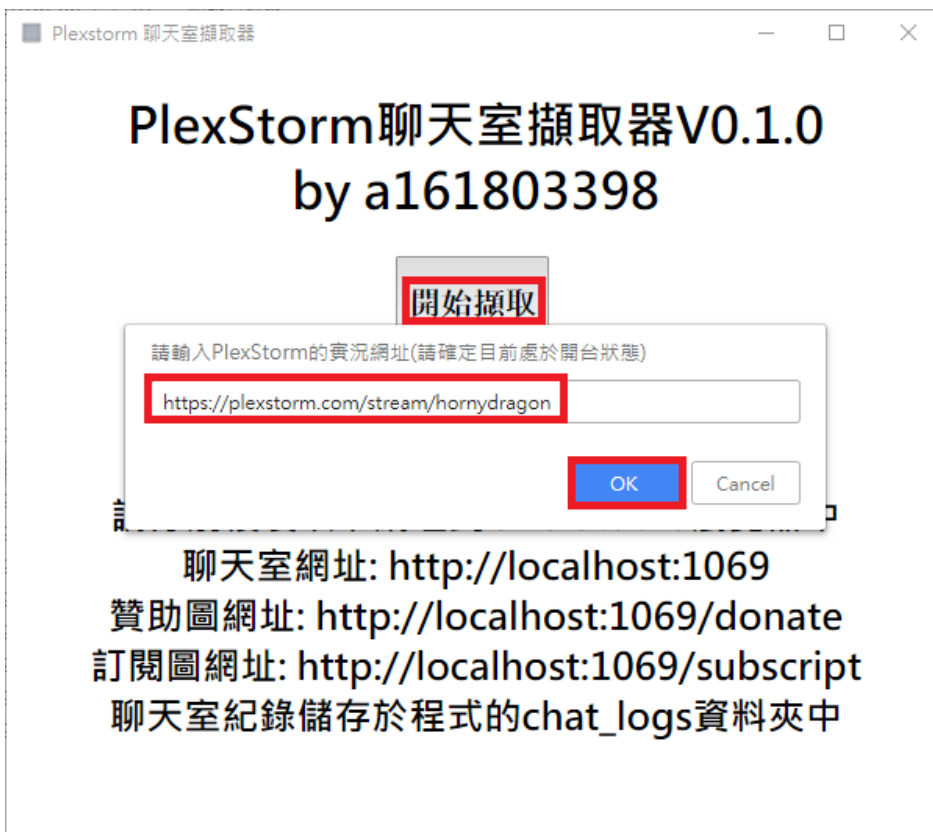 Plexstorm 聊天室擷取器
PlexStorm聊天室擷取器V0.1.0
by a161803398
開始擷取
請輸入PlexStorm的實況網址(請確定目前處於開台狀態)
https://plexstorm.com/stream/hornydragon
OK
Cancel
聊天室網址: http://localhost:1069
贊助圖網址: http://localhost:1069/donate
訂閱圖網址: http://localhost:1069/subscript
聊天室紀錄儲存於程式的chat_logs資料夾中